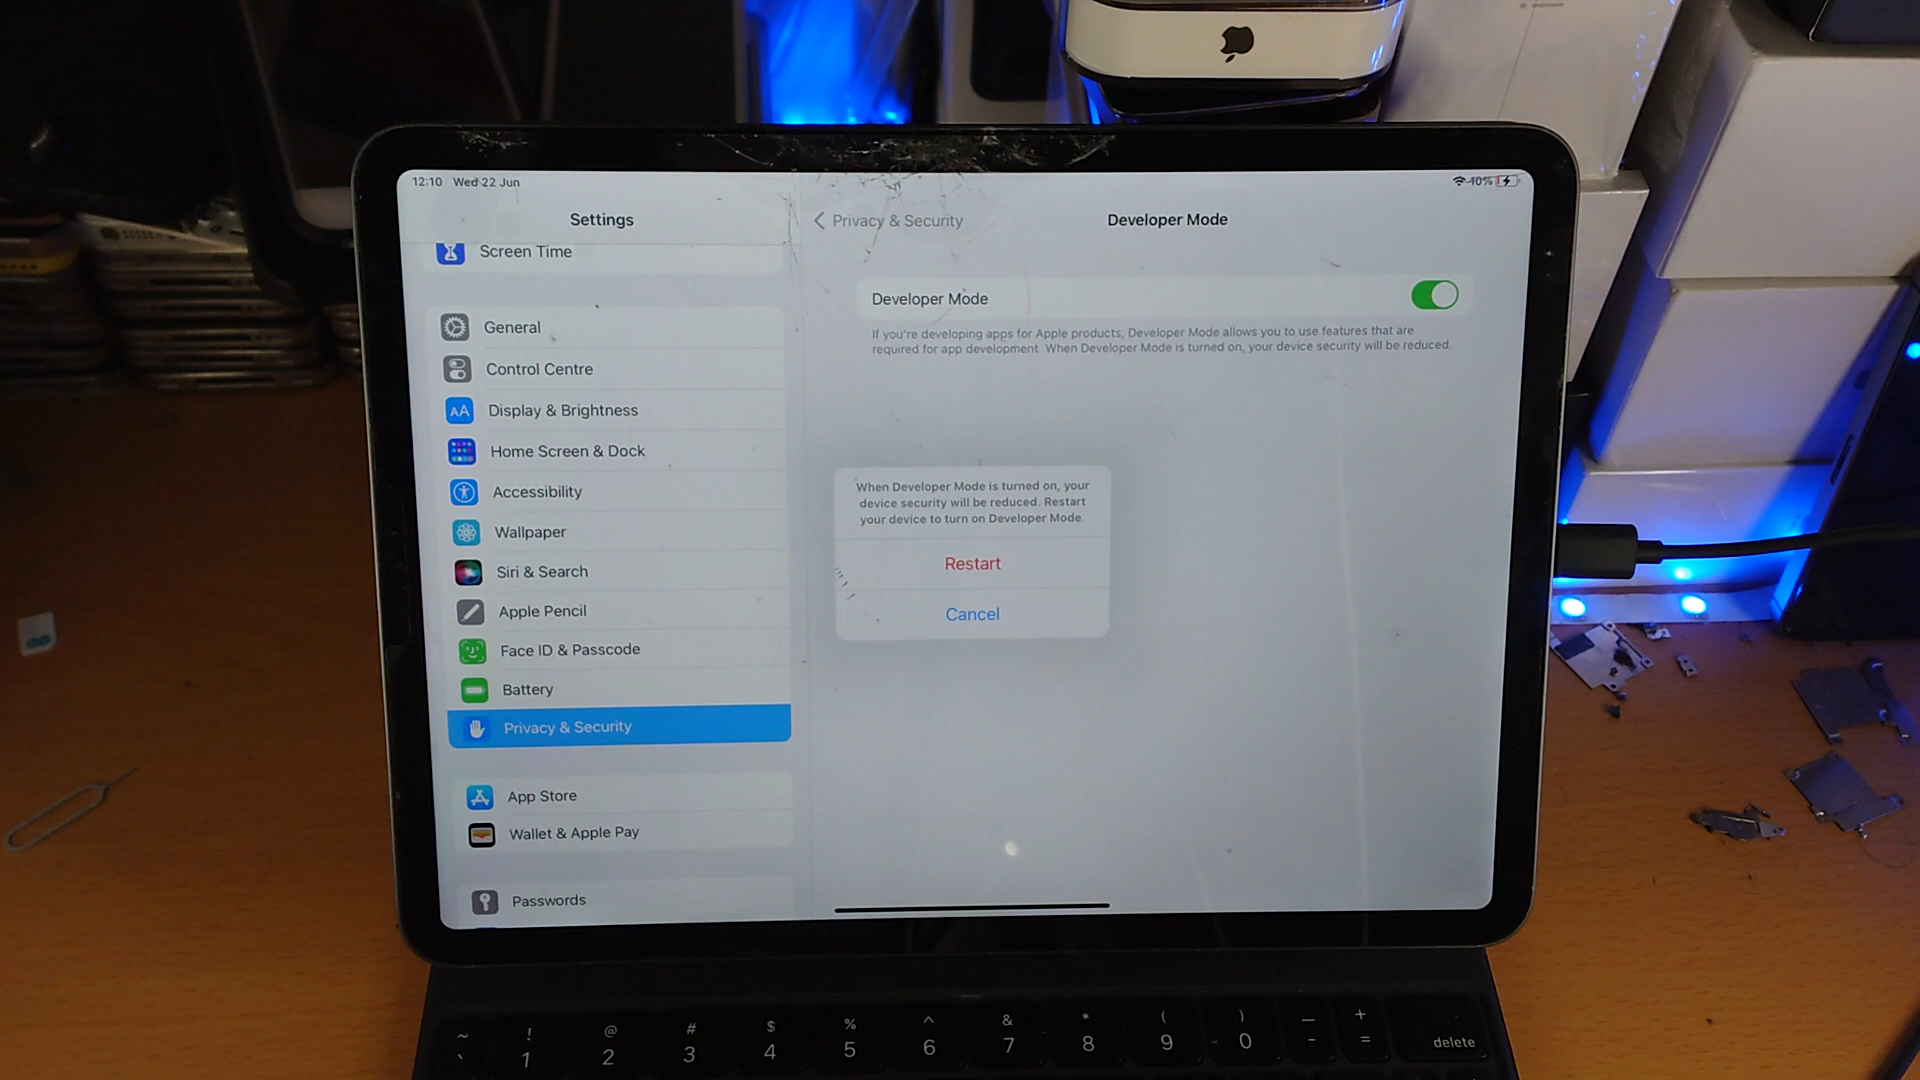 12:10 Wed 22 Jun
10%
Settings
Privacy & Security
Developer Mode
Screen Time
General
Control Centre
AA Display & Brightness
Home Screen & Dock
Accessibility
Wallpaper
Siri & Search
Apple Pencil
Face ID & Passcode
Battery
Privacy & Security
App Store
Wallet & Apple Pay
Passwords
Developer Mode
If you're developing apps for Apple products, Developer Mode allows you to use features that are
required for app development. When Developer Mode is turned on, your device security will be reduced.
When Developer Mode is turned on, your
device security will be reduced. Restart
your device to turn on Developer Mode.
Restart
Cancel
~ ! @ # $ % ^ & * ( ) — +
` 1 2 3 4 5 6 7 8 9 0 - = delete